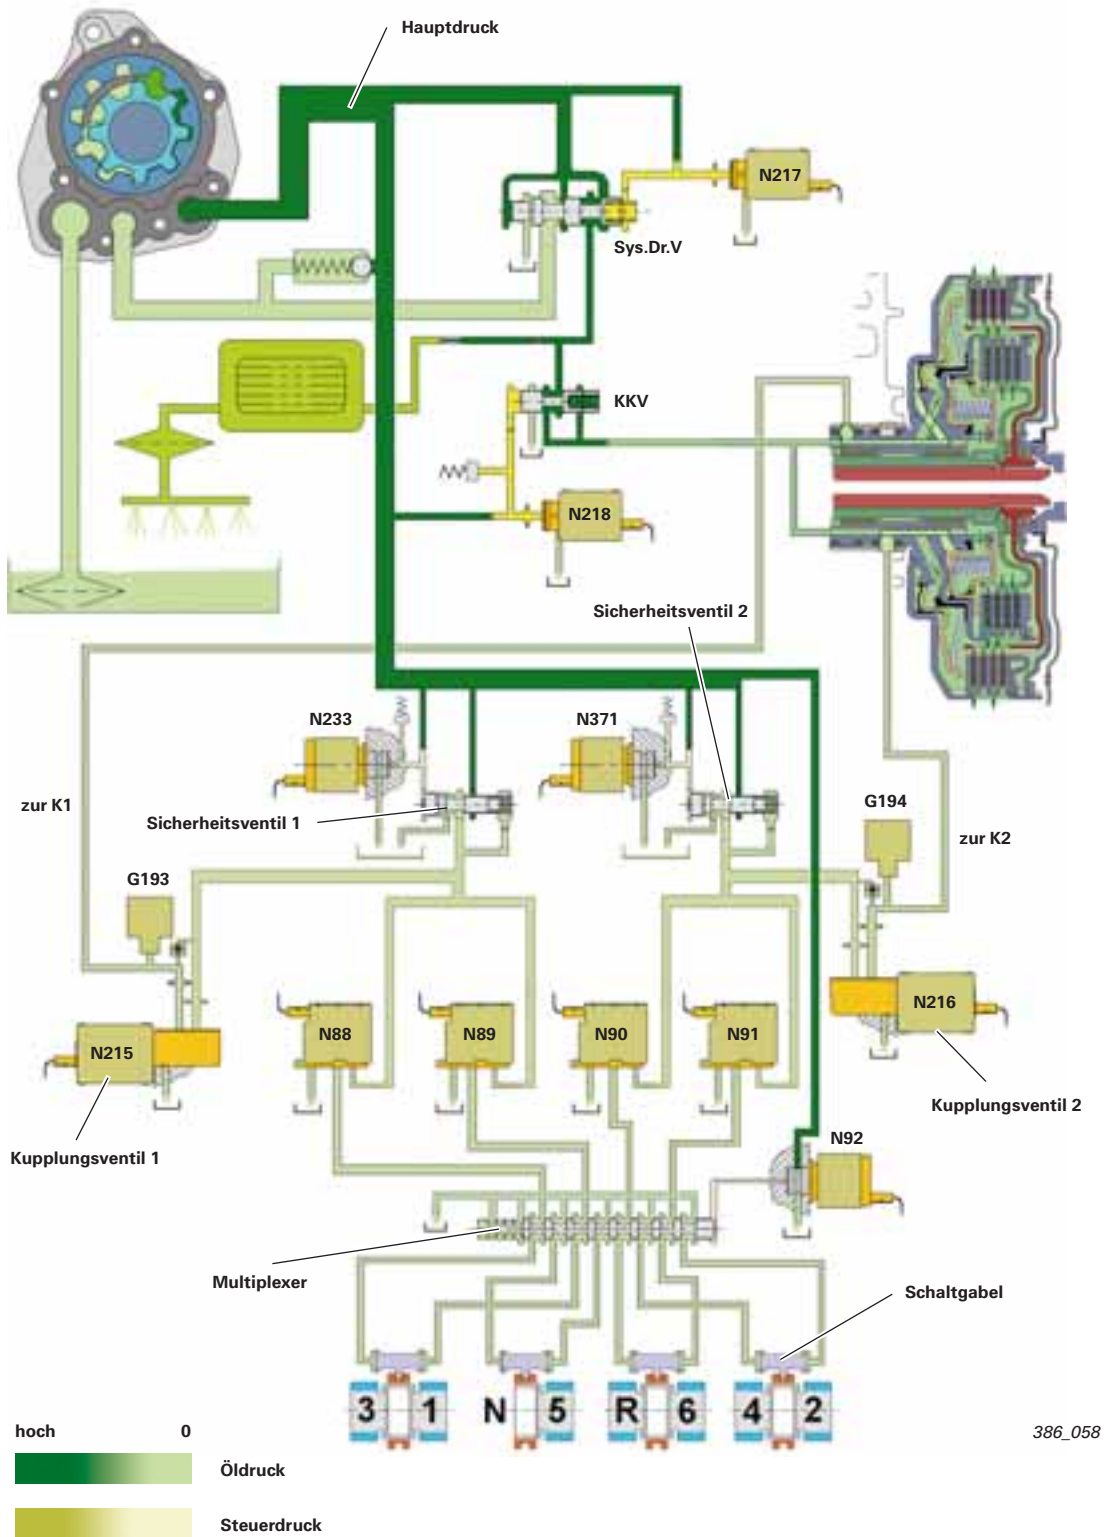 Hauptdruck
N217
Sys.Dr.V
KKV
N218
Sicherheitsventil 2
N233
N371
zur K1
Sicherheitsventil 1
G194
zur K2
G193
N216
N88
N89
N90
N91
N215
Kupplungsventil 2
Kupplungsventil 1
N92
Multiplexer
Schaltgabel
3 1 N 5 R 6 4 2
hoch 0
386_058
Öldruck
Steuerdruck